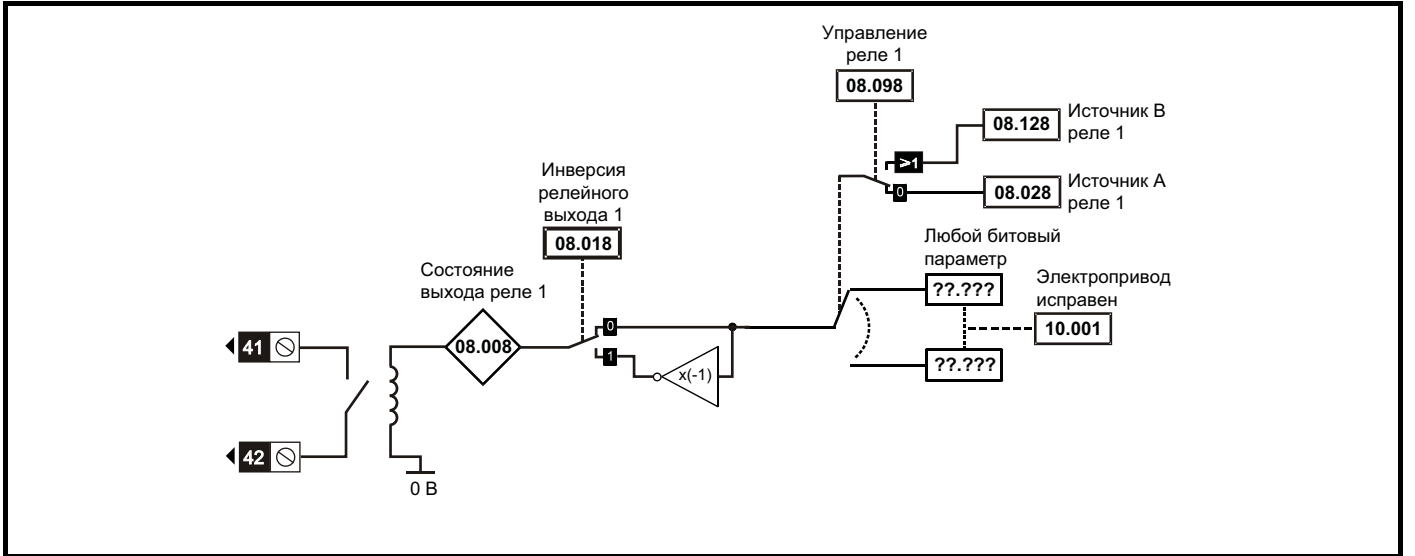 Управление
реле 1
08.098
Источник B
реле 1
08.128
>1
Источник A
реле 1
08.028
0
Инверсия
релейного
выхода 1
08.018
Любой битовый
параметр
??.???
Электропривод
исправен
10.001
??.???
Состояние
выхода реле 1
08.008
0
1
x(-1)
41
42
0 В